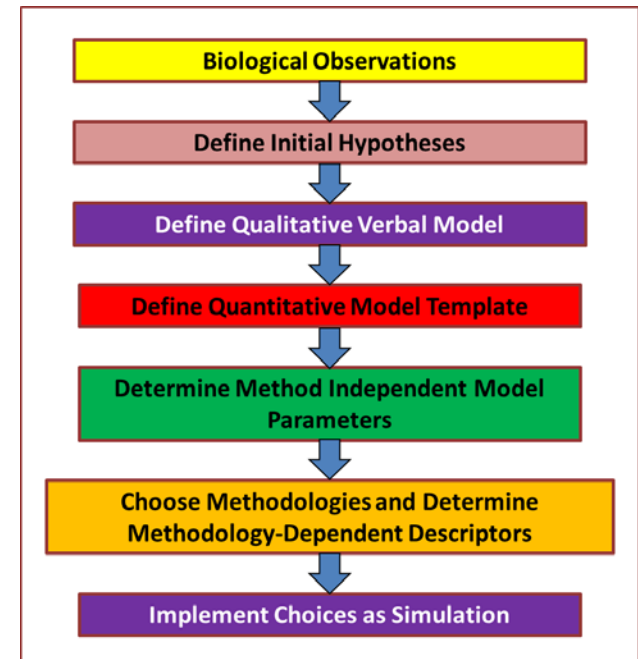 Biological Observations
Define Initial Hypotheses
Define Qualitative Verbal Model
Define Quantitative Model Template
Determine Method Independent Model
Parameters
Choose Methodologies and Determine
Methodology-Dependent Descriptors
Implement Choices as Simulation